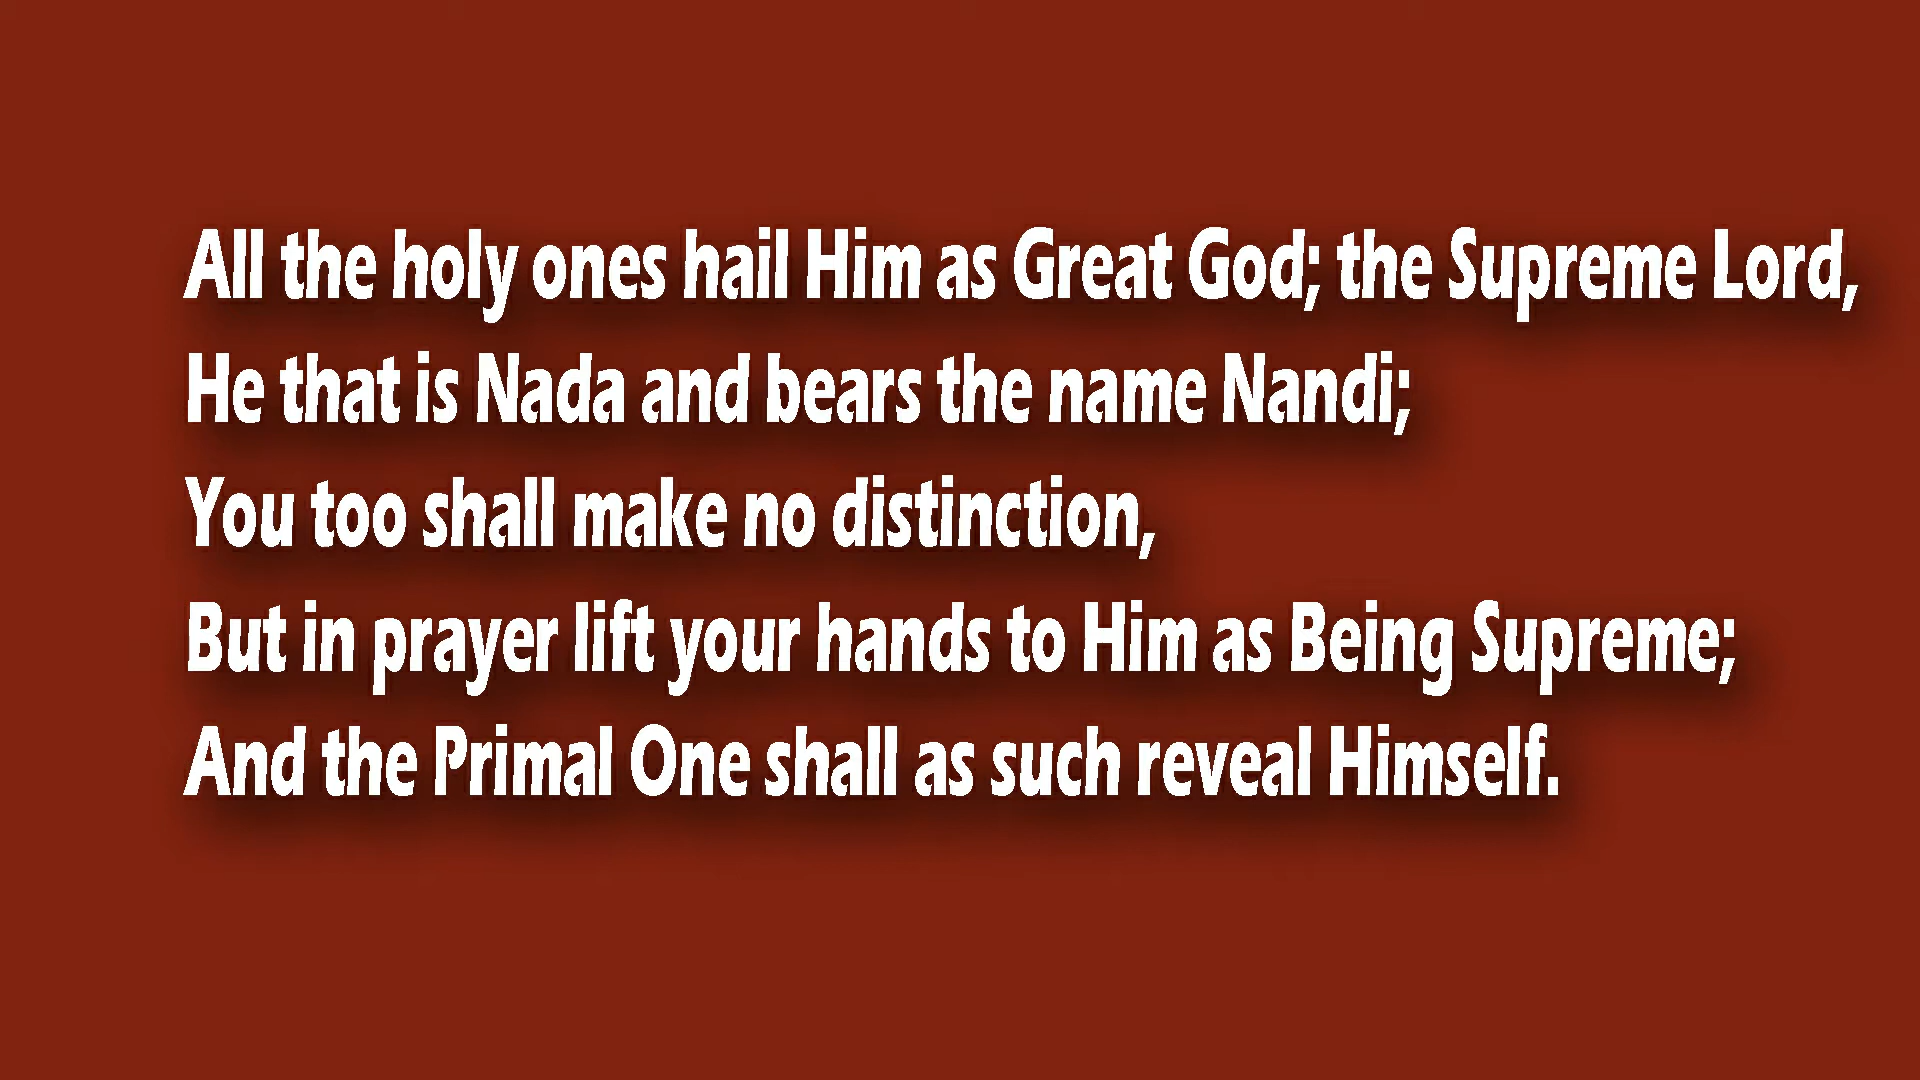 All the holy ones hail Him as Great God; the Supreme Lord,
He that is Nada and bears the name Nandi;
You too shall make no distinction,
But in prayer lift your hands to Him as Being Supreme;
And the Primal One shall as such reveal Himself.